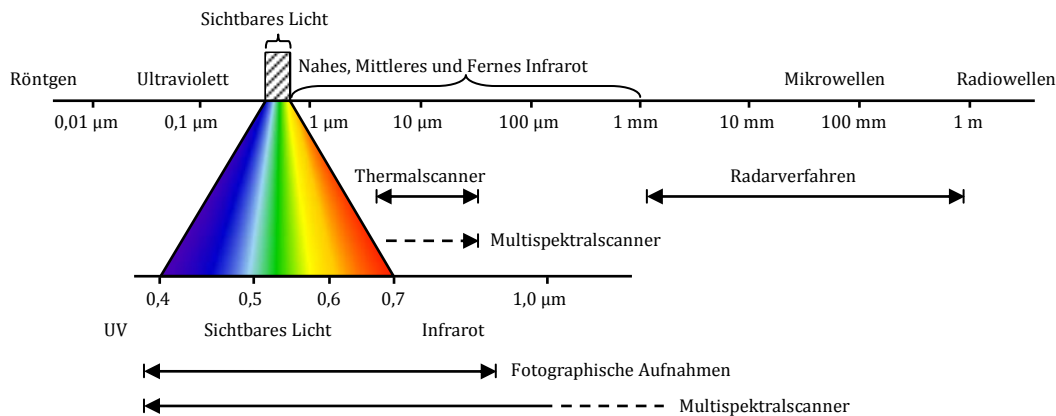 Sichtbares Licht
Röntgen Ultraviolett Nahes, Mittleres und Fernes Infrarot Mikrowellen Radiowellen
0,01 µm 0,1 µm 1 µm 10 µm 100 µm 1 mm 10 mm 100 mm 1 m
Thermalscanner Radarverfahren
Multispektralscanner
0,4 0,5 0,6 0,7 1,0 µm
UV Sichtbares Licht Infrarot
Fotographische Aufnahmen
Multispektralscanner